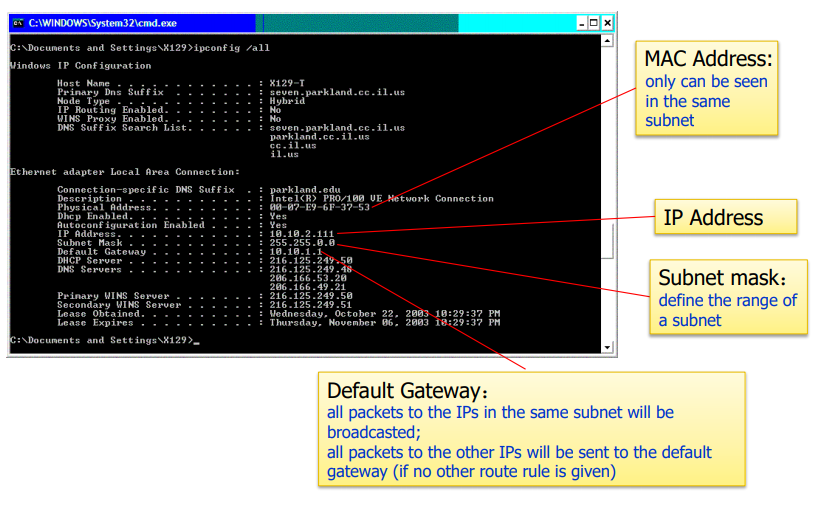 C:\WINDOWS\System32\cmd.exe
C:\Documents and Settings\X129>ipconfig /all
Windows IP Configuration
Host Name . . . . . . . . . . . . : X129-T
Primary Dns Suffix . . . . . . . : seven.parkland.cc.il.us
Node Type . . . . . . . . . . . . : Hybrid
IP Routing Enabled. . . . . . . . : No
WINS Proxy Enabled. . . . . . . . : No
DNS Suffix Search List. . . . . . : seven.parkland.cc.il.us
parkland.cc.il.us
cc.il.us
il.us
Ethernet adapter Local Area Connection:
Connection-specific DNS Suffix . : parkland.edu
Description . . . . . . . . . . . : Intel(R) PRO/100 VE Network Connection
Physical Address. . . . . . . . . : 00-07-E9-6F-37-53
Dhcp Enabled. . . . . . . . . . . : Yes
Autoconfiguration Enabled . . . . : Yes
IP Address. . . . . . . . . . . . : 10.10.2.111
Subnet Mask . . . . . . . . . . . : 255.255.0.0
Default Gateway . . . . . . . . . : 10.10.1.1
DHCP Server . . . . . . . . . . . : 216.125.249.50
DNS Servers . . . . . . . . . . . : 216.125.249.40
206.166.53.20
206.166.49.21
Primary WINS Server . . . . . . . : 216.125.249.50
Secondary WINS Server . . . . . . : 216.125.249.51
Lease Obtained. . . . . . . . . . : Wednesday, October 22, 2003 10:29:37 PM
Lease Expires . . . . . . . . . . : Thursday, November 06, 2003 10:29:37 PM
C:\Documents and Settings\X129>_
MAC Address:
only can be seen
in the same
subnet
IP Address
Subnet mask:
define the range of
a subnet
Default Gateway:
all packets to the IPs in the same subnet will be
broadcasted;
all packets to the other IPs will be sent to the default
gateway (if no other route rule is given)